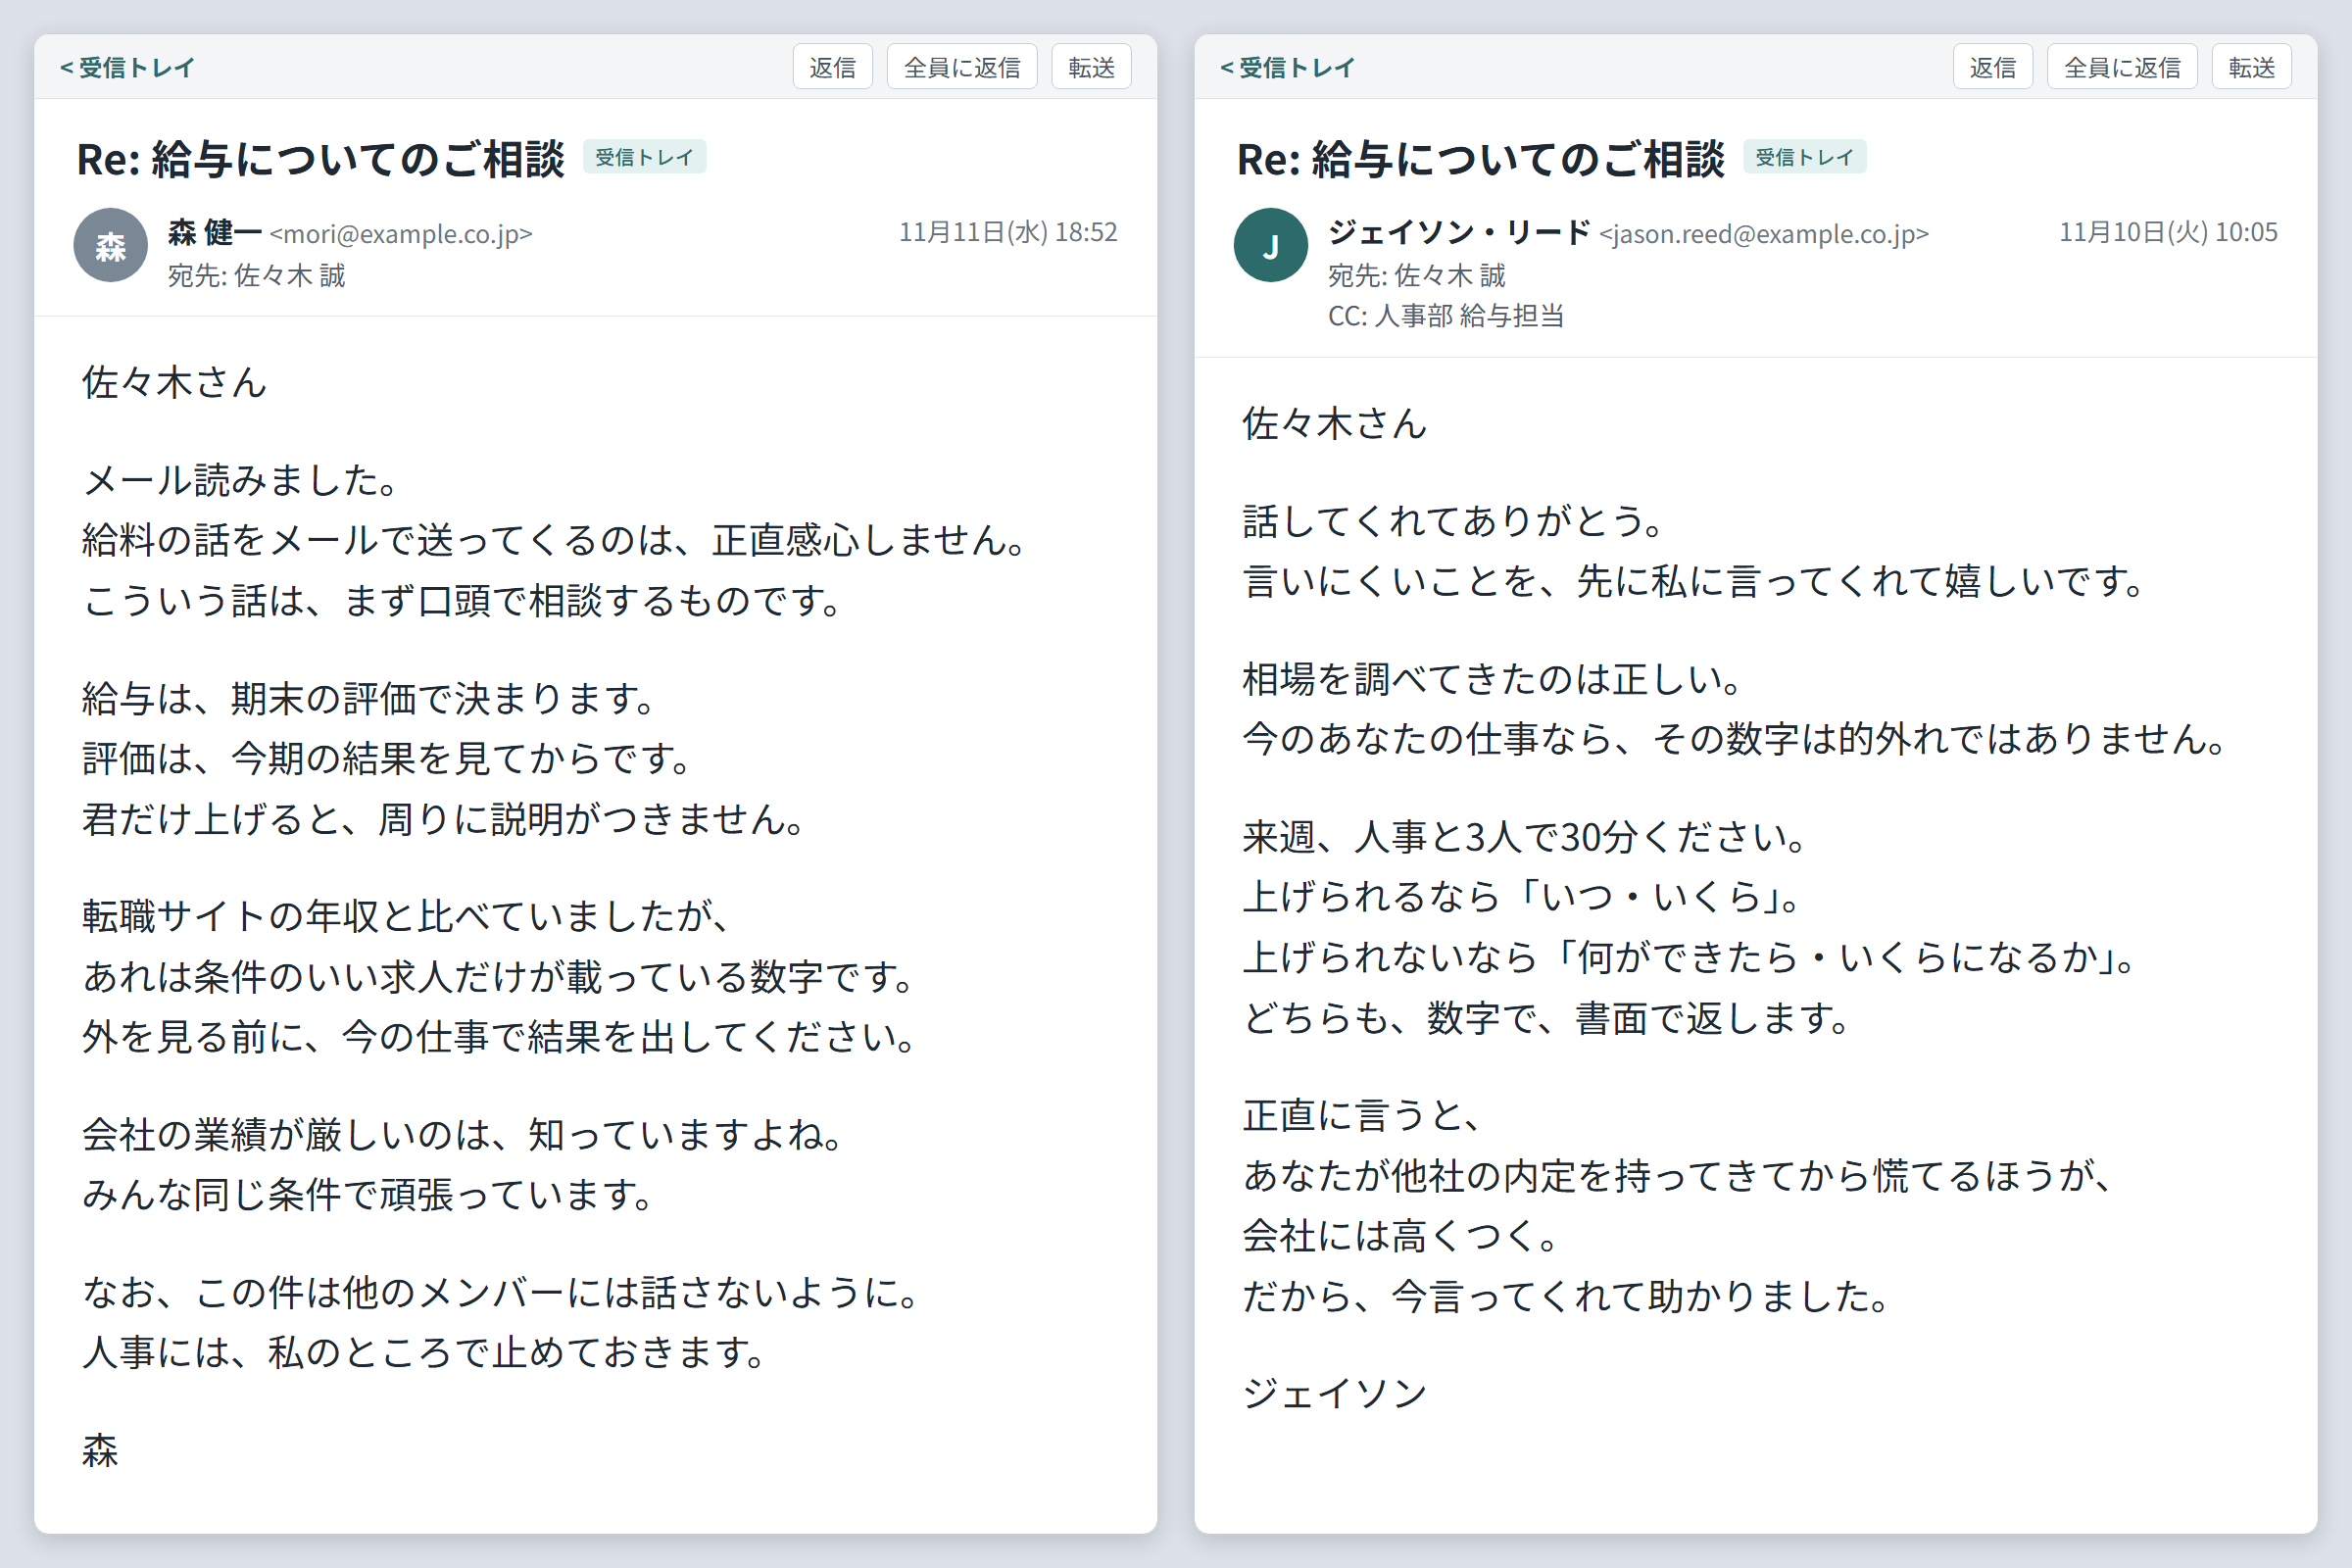 < 受信トレイ
返信
全員に返信
転送
Re: 給与についてのご相談
受信トレイ
森
森 健一 <mori@example.co.jp>
11月11日(水) 18:52
宛先: 佐々木 誠
佐々木さん
メール読みました。
給料の話をメールで送ってくるのは、正直感心しません。
こういう話は、まず口頭で相談するものです。
給与は、期末の評価で決まります。
評価は、今期の結果を見てからです。
君だけ上げると、周りに説明がつきません。
転職サイトの年収と比べていましたが、
あれは条件のいい求人だけが載っている数字です。
外を見る前に、今の仕事で結果を出してください。
会社の業績が厳しいのは、知っていますよね。
みんな同じ条件で頑張っています。
なお、この件は他のメンバーには話さないように。
人事には、私のところで止めておきます。
森
< 受信トレイ
返信
全員に返信
転送
Re: 給与についてのご相談
受信トレイ
J
ジェイソン・リード <jason.reed@example.co.jp>
11月10日(火) 10:05
宛先: 佐々木 誠
CC: 人事部 給与担当
佐々木さん
話してくれてありがとう。
言いにくいことを、先に私に言ってくれて嬉しいです。
相場を調べてきたのは正しい。
今のあなたの仕事なら、その数字は的外れではありません。
来週、人事と3人で30分ください。
上げられるなら「いつ・いくら」。
上げられないなら「何ができたら・いくらになるか」。
どちらも、数字で、書面で返します。
正直に言うと、
あなたが他社の内定を持ってきてから慌てるほうが、
会社には高くつく。
だから、今言ってくれて助かりました。
ジェイソン